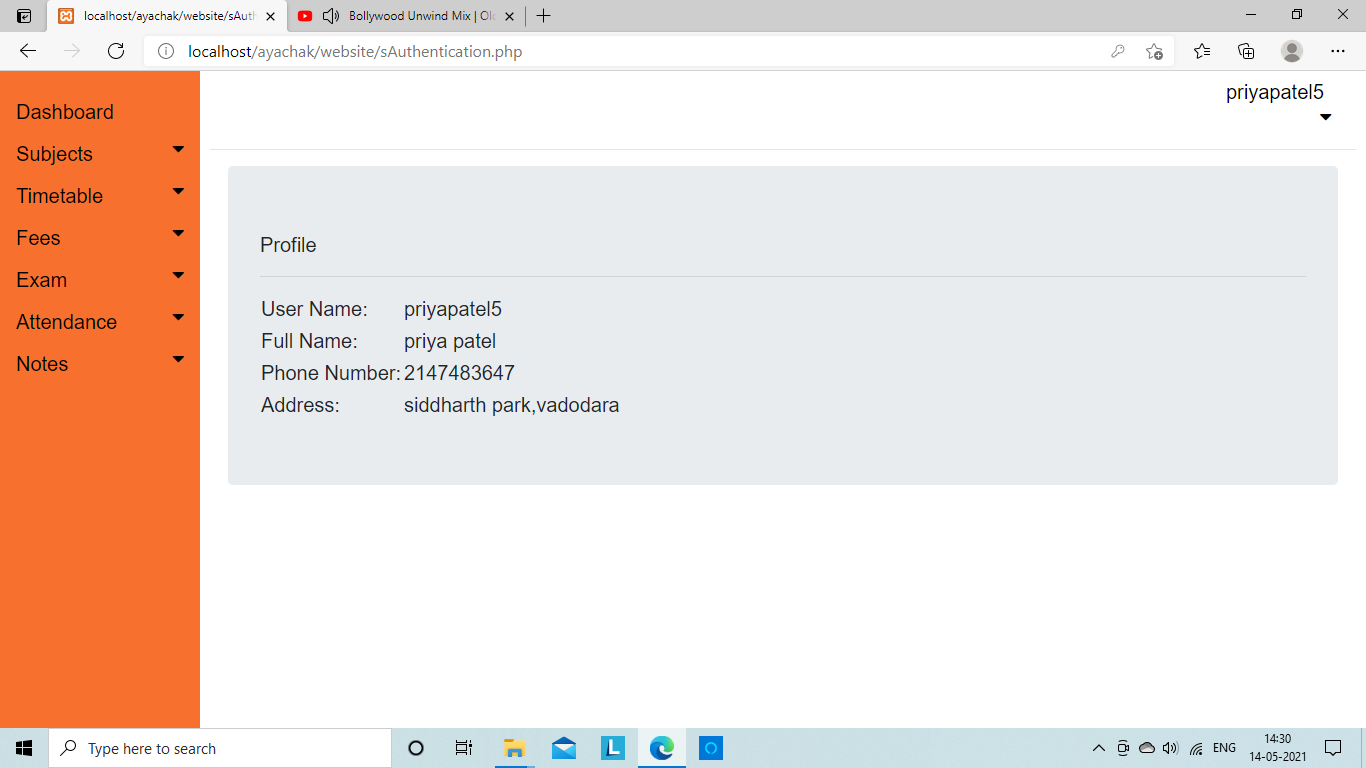 localhost/ayachak/website/sAuth
Bollywood Unwind Mix | Ol
localhost/ayachak/website/sAuthentication.php
priyapatel5
Dashboard
Subjects
Timetable
Fees
Exam
Attendance
Notes
Profile
User Name: priyapatel5
Full Name: priya patel
Phone Number: 2147483647
Address: siddharth park,vadodara
Type here to search
L
ENG
14:30
14-05-2021